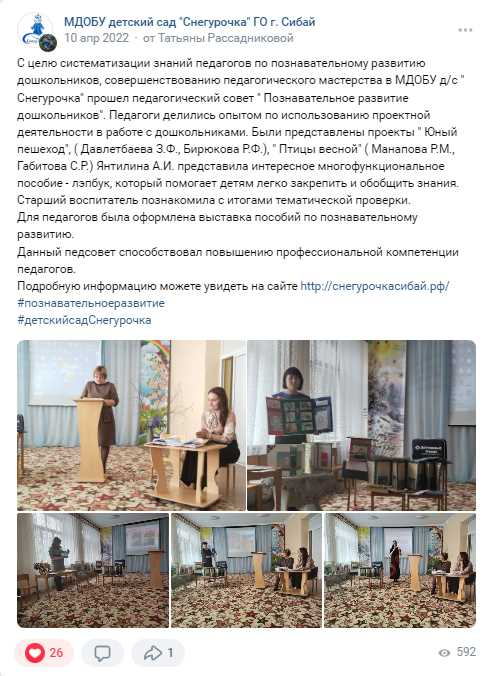 МДОБУ детский сад "Снегурочка" ГО г. Сибай
10 апр 2022 · от Татьяны Рассадниковой
С целю систематизации знаний педагогов по познавательному развитию
дошкольников, совершенствованию педагогического мастерства в МДОБУ д/с "
Снегурочка" прошел педагогический совет " Познавательное развитие
дошкольников". Педагоги делились опытом по использованию проектной
деятельности в работе с дошкольниками. Были представлены проекты " Юный
пешеход", ( Давлетбаева З.Ф., Бирюкова Р.Ф.), " Птицы весной" ( Манапова Р.М.,
Габитова С.Р.) Янтилина А.И. представила интересное многофункциональное
пособие - лэпбук, который помогает детям легко закрепить и обобщить знания.
Старший воспитатель познакомила с итогами тематической проверки.
Для педагогов была оформлена выставка пособий по познавательному
развитию.
Данный педсовет способствовал повышению профессиональной компетенции
педагогов.
Подробную информацию можете увидеть на сайте http://снегурочкасибай.рф/
#познавательноеразвитие
#детскийсадСнегурочка
26
1
592